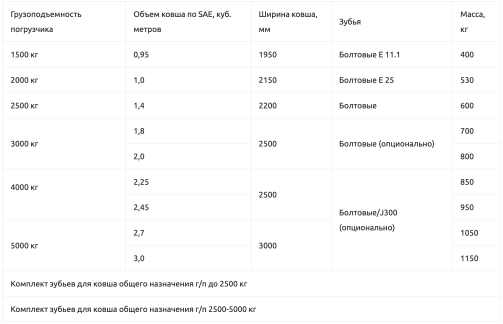 Грузоподъемность погрузчика | Объем ковша по SAE, куб. метров | Ширина ковша, мм | Зубья | Масса, кг
1500 кг | 0,95 | 1950 | Болтовые Е 11.1 | 400
2000 кг | 1,0 | 2150 | Болтовые Е 25 | 530
2500 кг | 1,4 | 2200 | Болтовые | 600
3000 кг | 1,8 | 2500 | Болтовые (опционально) | 700
2,0 | 800
4000 кг | 2,25 | 2500 | Болтовые/J300 (опционально) | 850
2,45 | 950
5000 кг | 2,7 | 3000 | 1050
3,0 | 1150
Комплект зубьев для ковша общего назначения г/п до 2500 кг
Комплект зубьев для ковша общего назначения г/п 2500-5000 кг